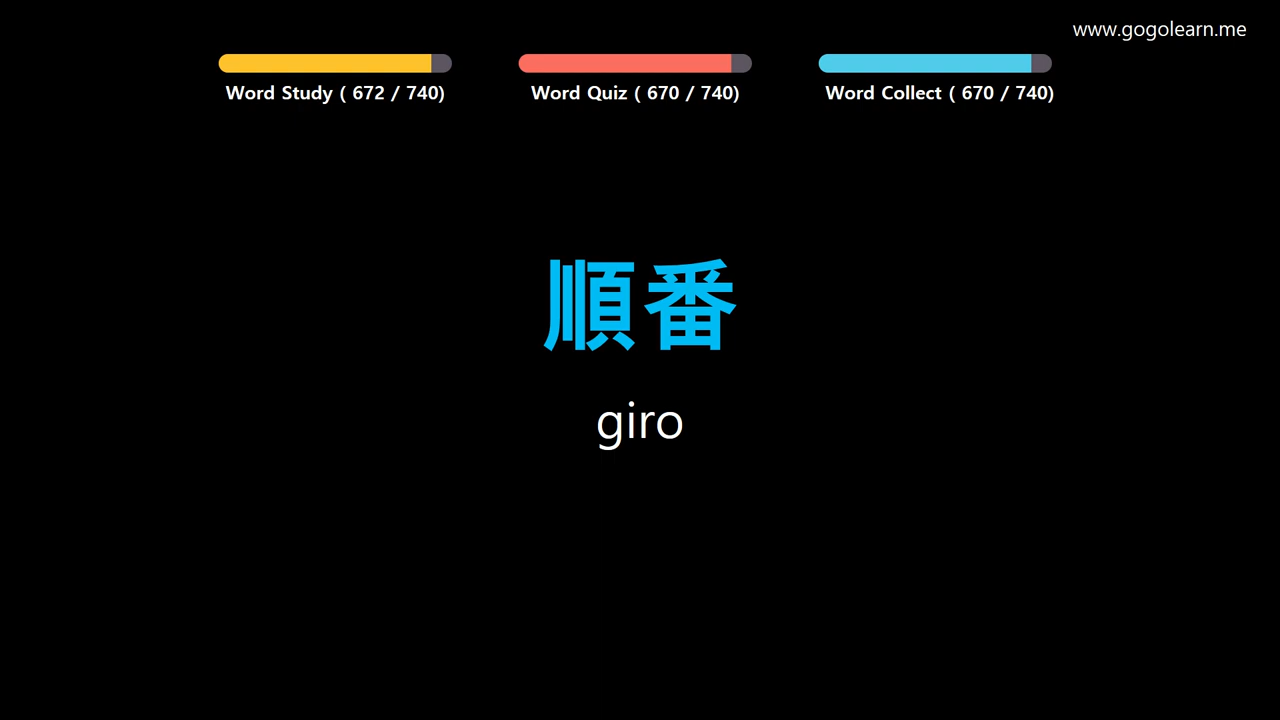 www.gogolearn.me
Word Study ( 672 / 740)
Word Quiz ( 670 / 740)
Word Collect ( 670 / 740)
順番
giro